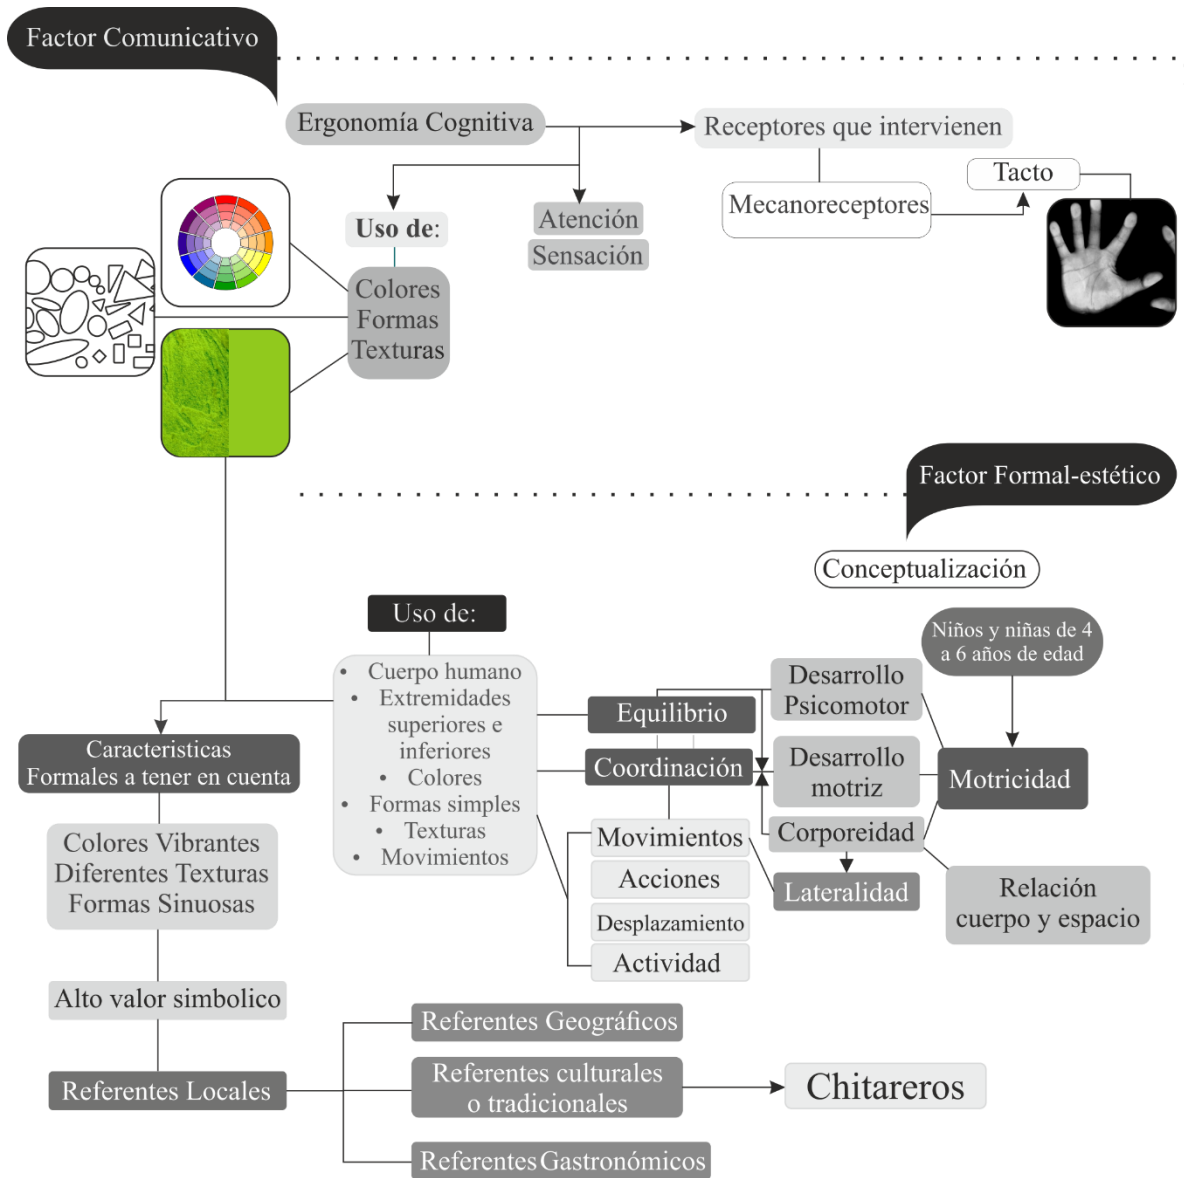 Factor Comunicativo
Ergonomía Cognitiva
Receptores que intervienen
Mecanoreceptores
Tacto
Uso de:
Atención
Sensación
Colores
Formas
Texturas
Factor Formal-estético
Conceptualización
Uso de:
• Cuerpo humano
• Extremidades
superiores e
inferiores
• Colores
• Formas simples
• Texturas
• Movimientos
Niños y niñas de 4
a 6 años de edad
Equilibrio
Coordinación
Desarrollo
Psicomotor
Desarrollo
motriz
Corporeidad
Motricidad
Movimientos
Acciones
Desplazamiento
Actividad
Lateralidad
Relación
cuerpo y espacio
Caracteristicas
Formales a tener en cuenta
Colores Vibrantes
Diferentes Texturas
Formas Sinuosas
Alto valor simbolico
Referentes Locales
Referentes Geográficos
Referentes culturales
o tradicionales
Referentes Gastronómicos
Chitareros